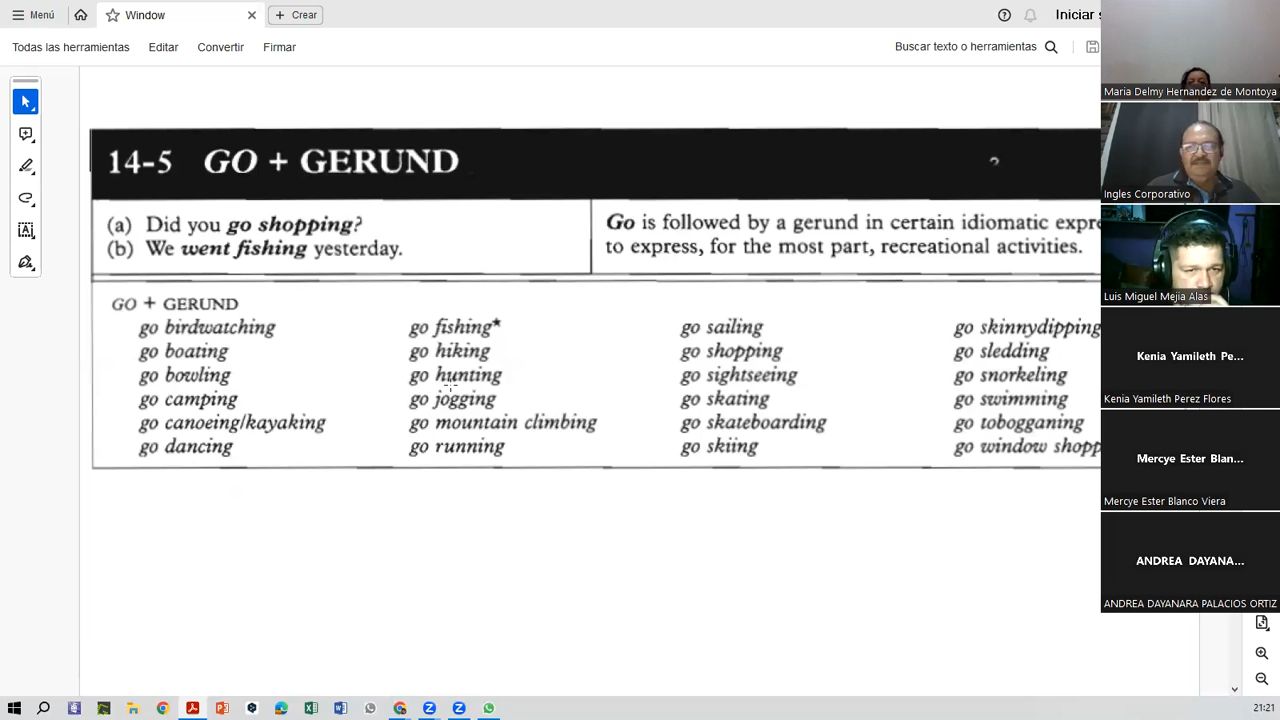 Menú
Window
Crear
Iniciar s
Todas las herramientas
Editar
Convertir
Firmar
Buscar texto o herramientas
14-5 GO + GERUND
(a) Did you go shopping?
(b) We went fishing yesterday.
Go is followed by a gerund in certain idiomatic expre
to express, for the most part, recreational activities.
GO + GERUND
go birdwatching
go boating
go bowling
go camping
go canoeing/kayaking
go dancing
go fishing*
go hiking
go hunting
go jogging
go mountain climbing
go running
go sailing
go shopping
go sightseeing
go skating
go skateboarding
go skiing
go skinnydipping
go sledding
go snorkeling
go swimming
go tobogganing
go window shopp
Maria Delmy Hernandez de Montoya
Ingles Corporativo
Luis Miguel Mejia Alas
Kenia Yamileth Pe...
Kenia Yamileth Perez Flores
Mercye Ester Blan...
Mercye Ester Blanco Viera
ANDREA DAYANA...
ANDREA DAYANARA PALACIOS ORTIZ
21:21